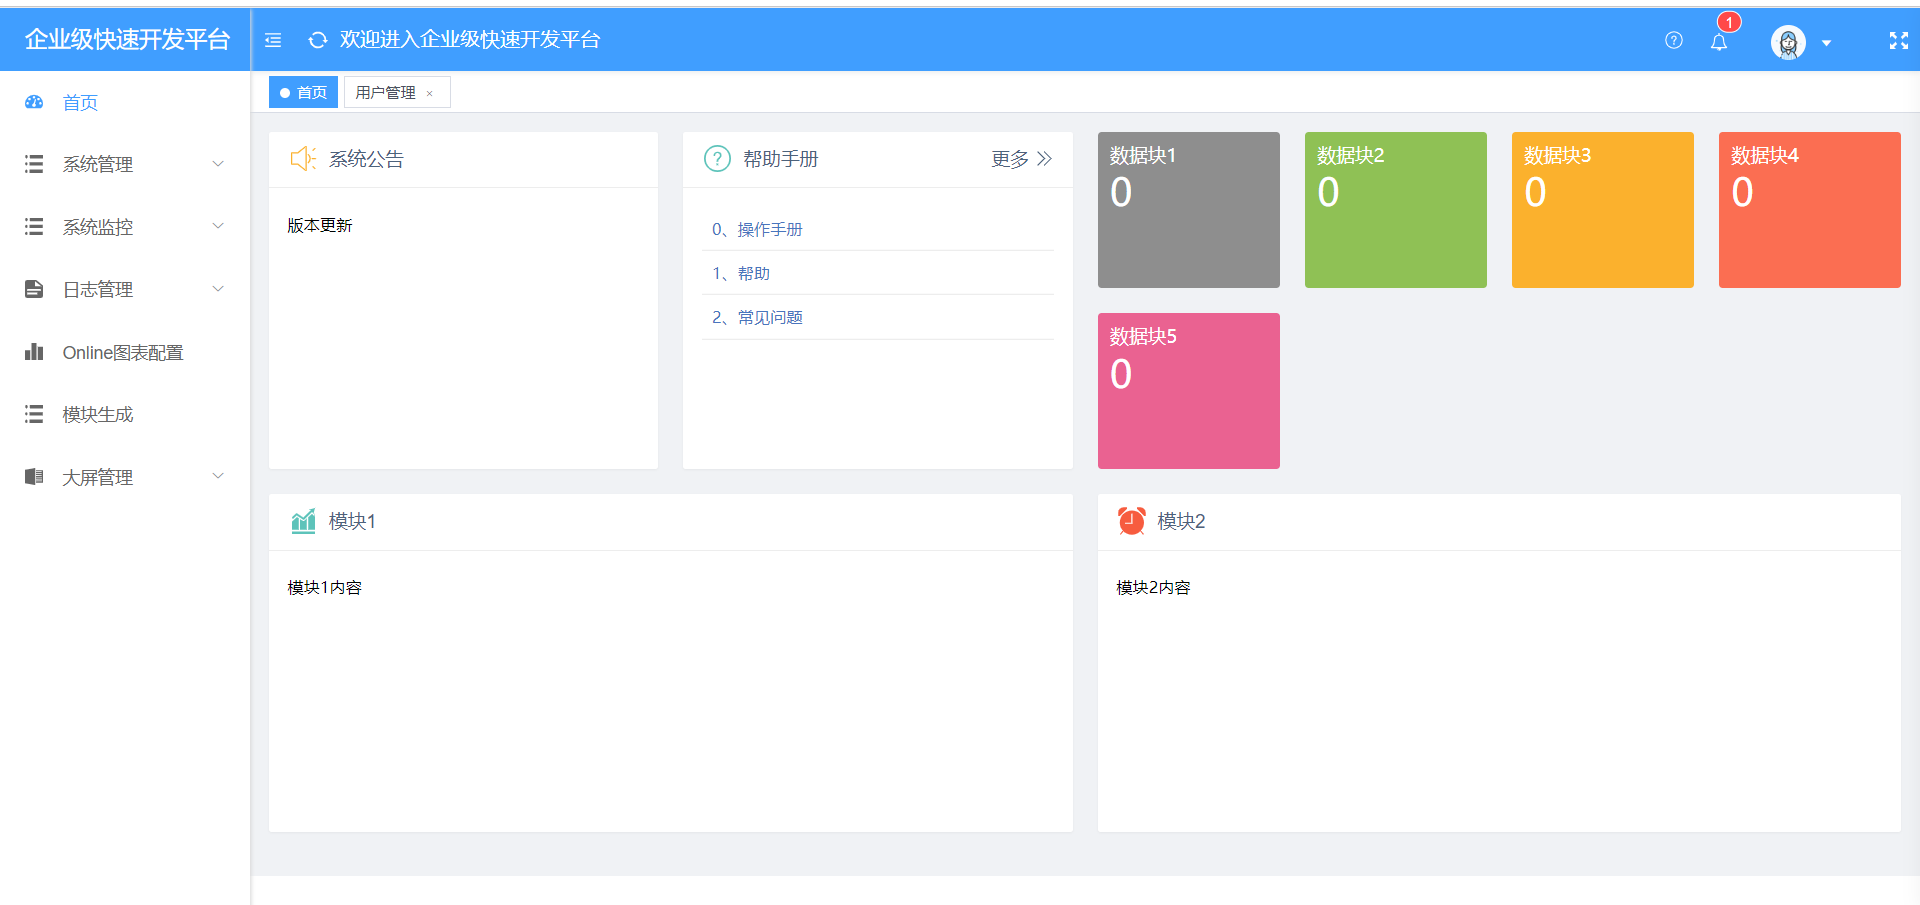 企业级快速开发平台
欢迎进入企业级快速开发平台
1
首页
用户管理 ×
首页
系统管理
系统监控
日志管理
Online图表配置
模块生成
大屏管理
系统公告
版本更新
帮助手册
更多
0、操作手册
1、帮助
2、常见问题
数据块1
0
数据块2
0
数据块3
0
数据块4
0
数据块5
0
模块1
模块1内容
模块2
模块2内容